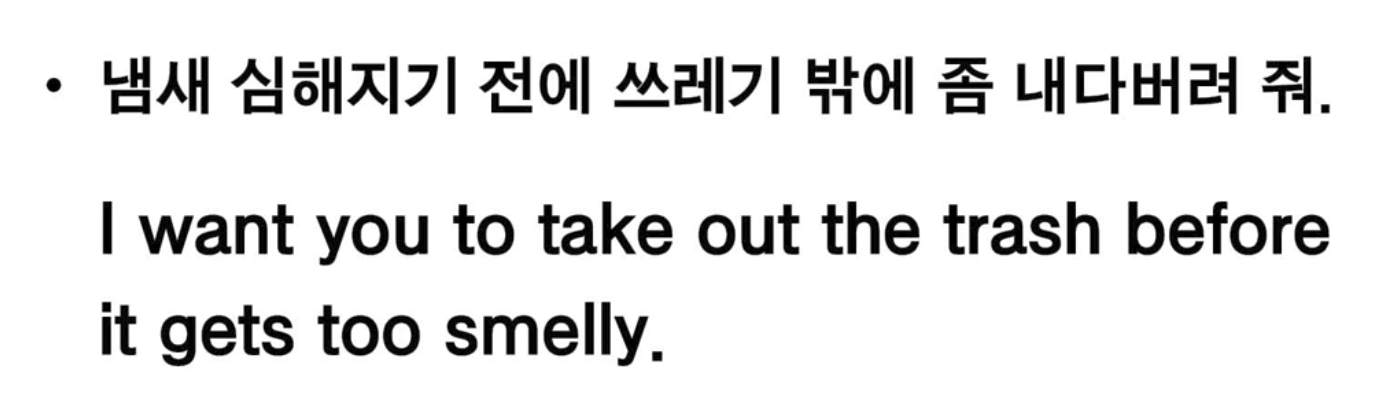 • 냄새 심해지기 전에 쓰레기 밖에 좀 내다버려 줘.
I want you to take out the trash before
it gets too smelly.